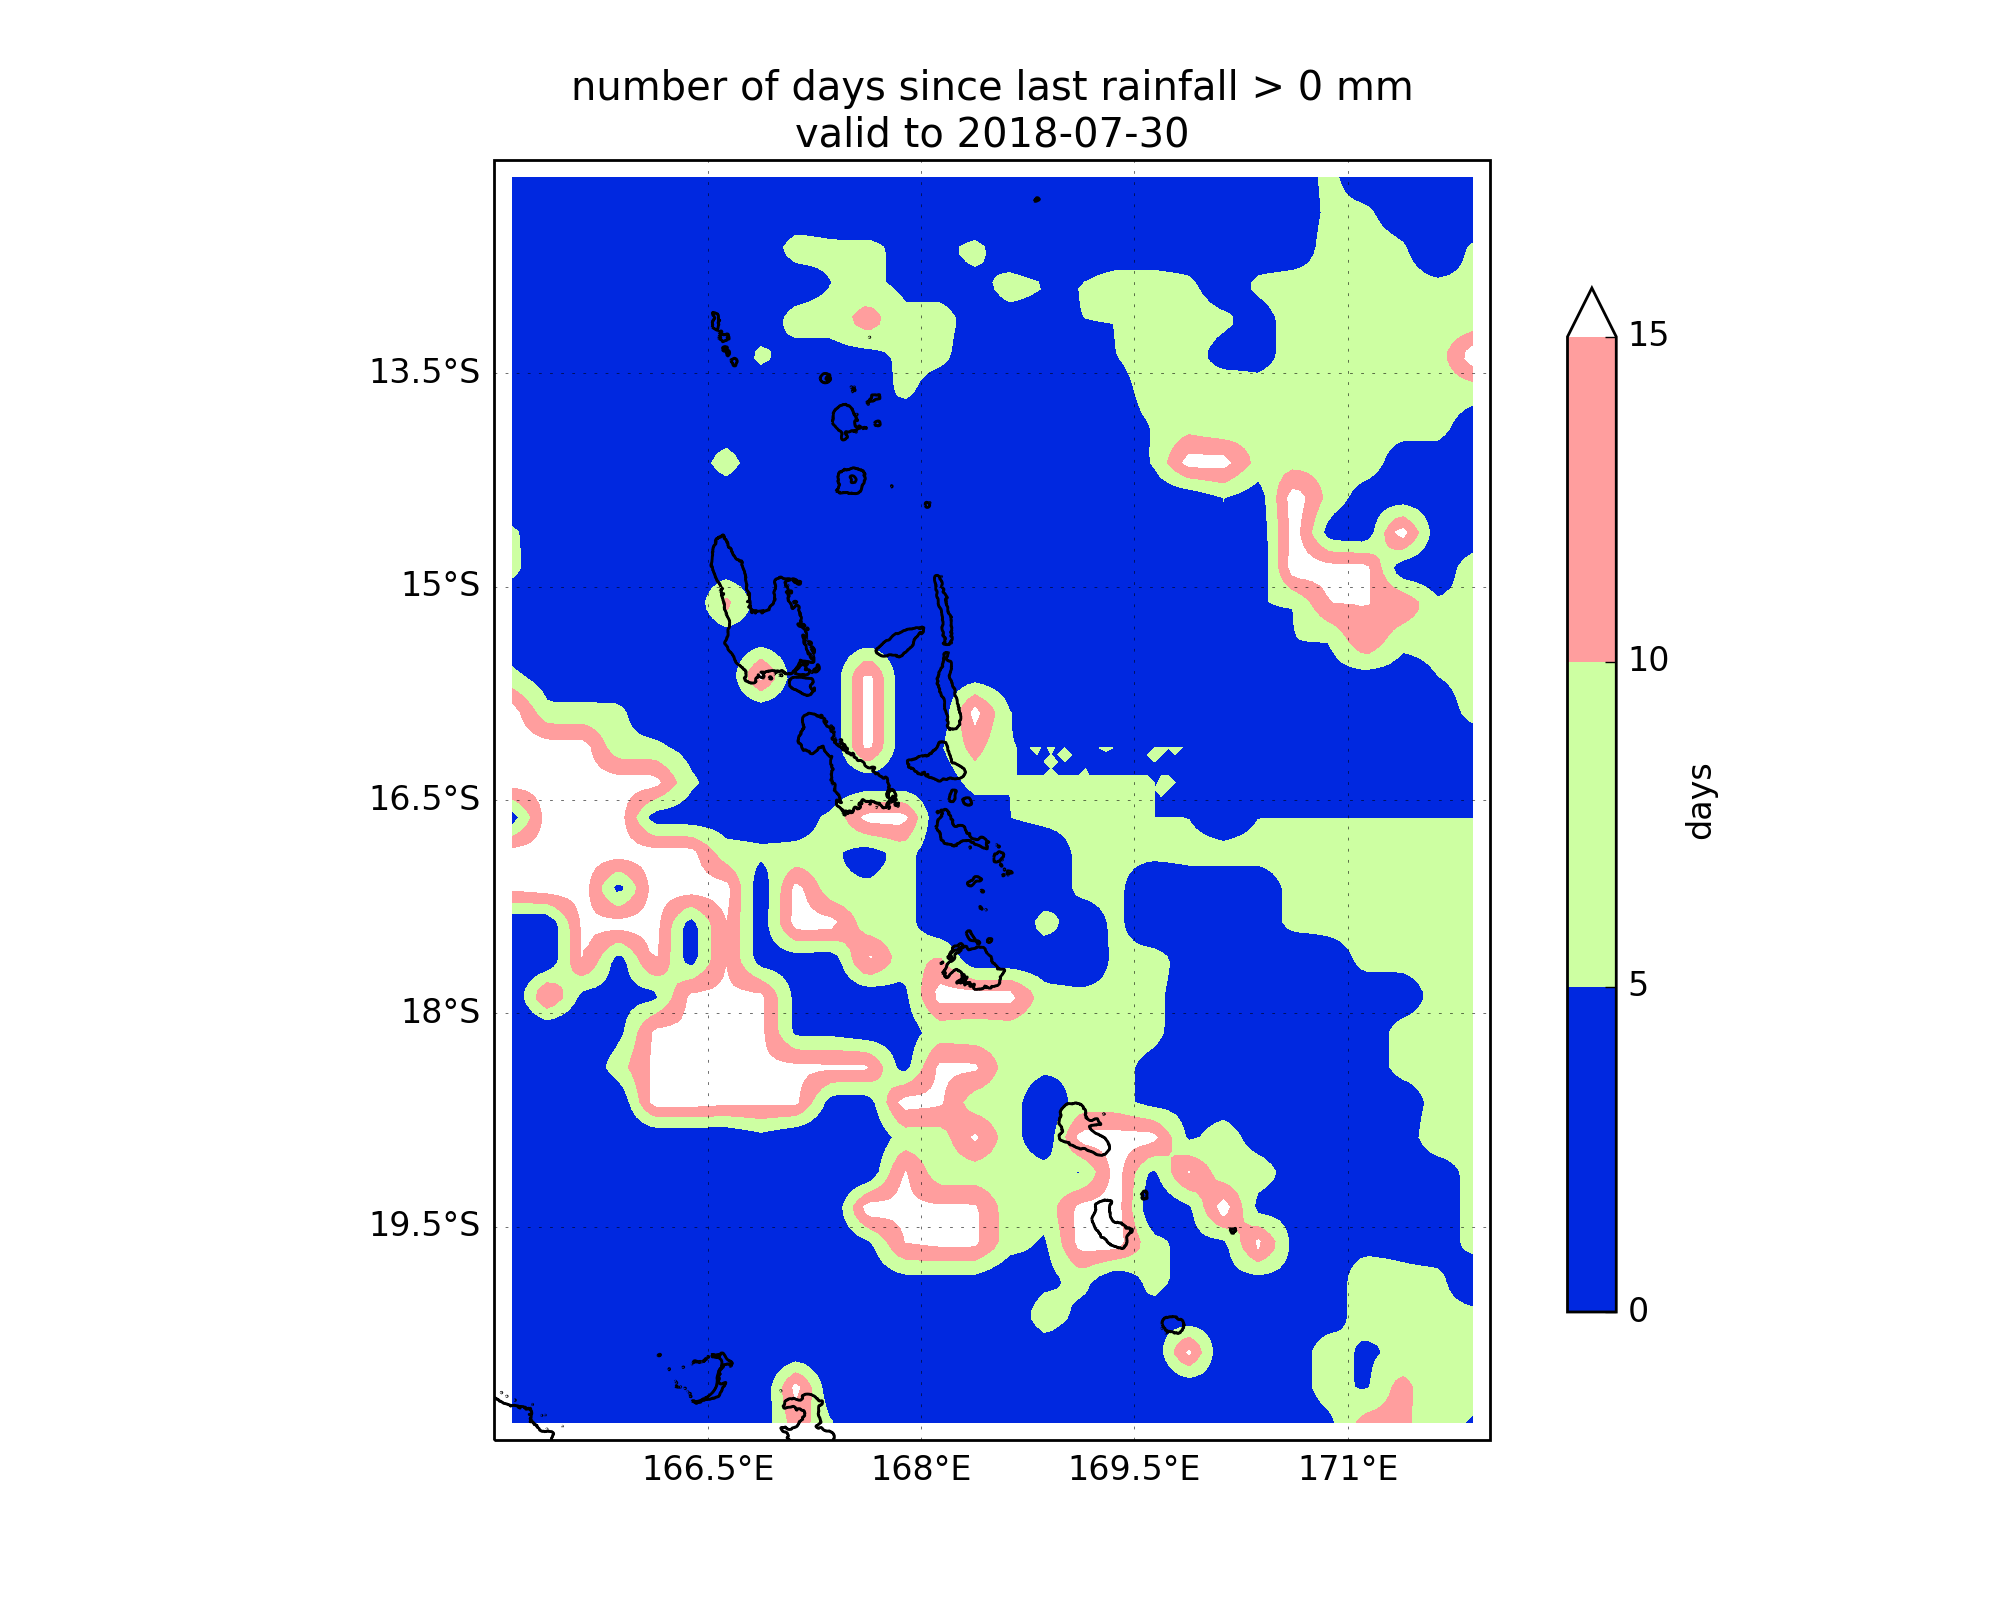 number of days since last rainfall > 0 mm
valid to 2018-07-30
13.5°S
15°S
16.5°S
18°S
19.5°S
166.5°E
168°E
169.5°E
171°E
15
10
5
0
days